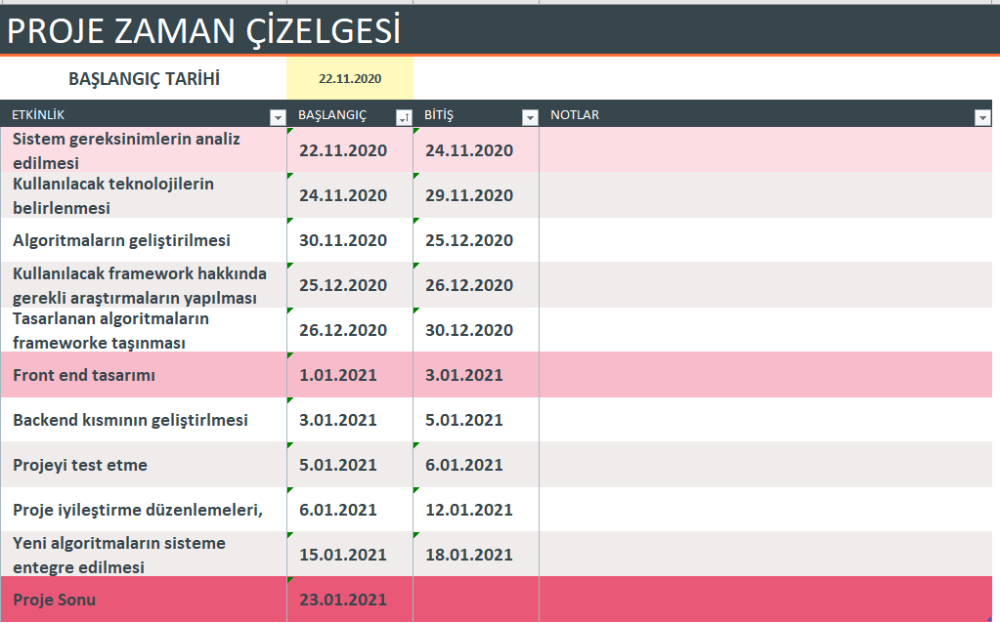 PROJE ZAMAN ÇİZELGESİ
BAŞLANGIÇ TARİHİ 22.11.2020
ETKİNLİK BAŞLANGIÇ BİTİŞ NOTLAR
Sistem gereksinimlerin analiz
edilmesi 22.11.2020 24.11.2020
Kullanılacak teknolojilerin
belirlenmesi 24.11.2020 29.11.2020
Algoritmaların geliştirilmesi 30.11.2020 25.12.2020
Kullanılacak framework hakkında
gerekli araştırmaların yapılması 25.12.2020 26.12.2020
Tasarlanan algoritmaların
frameworke taşınması 26.12.2020 30.12.2020
Front end tasarımı 1.01.2021 3.01.2021
Backend kısmının geliştirlmesi 3.01.2021 5.01.2021
Projeyi test etme 5.01.2021 6.01.2021
Proje iyileştirme düzenlemeleri, 6.01.2021 12.01.2021
Yeni algoritmaların sisteme
entegre edilmesi 15.01.2021 18.01.2021
Proje Sonu 23.01.2021